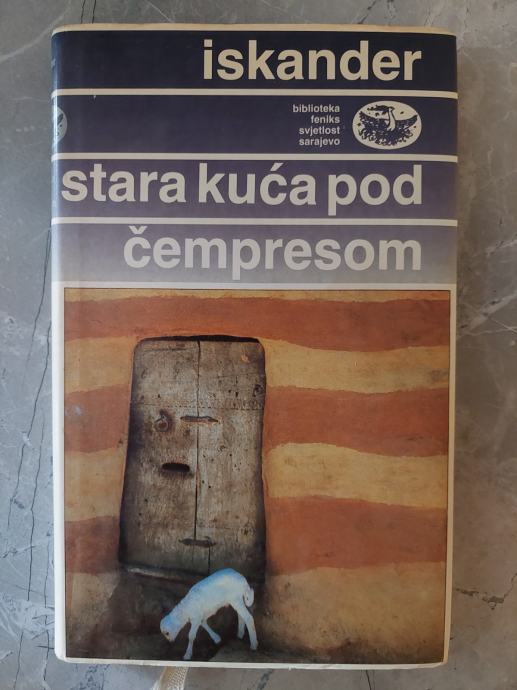 iskander
biblioteka
feniks
svjetlost
sarajevo
stara kuća pod
čempresom